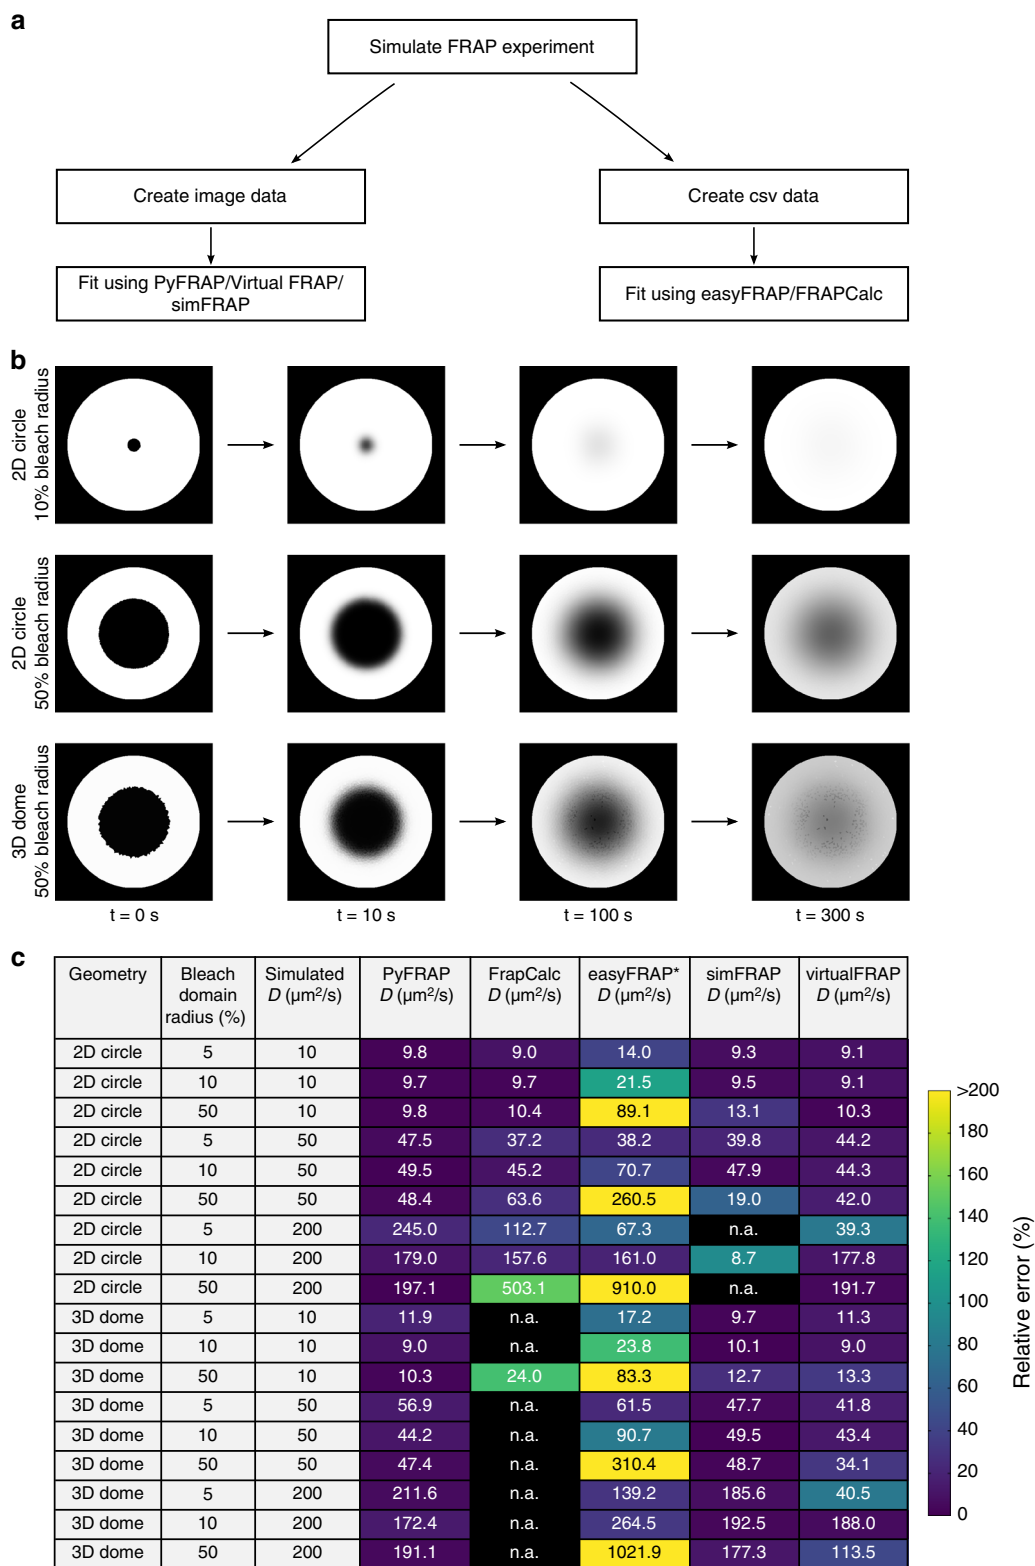 a
Simulate FRAP experiment
Create image data
Create csv data
Fit using PyFRAP/Virtual FRAP/
simFRAP
Fit using easyFRAP/FRAPCalc
b
2D circle
10% bleach radius
2D circle
50% bleach radius
3D dome
50% bleach radius
t = 0 s
t = 10 s
t = 100 s
t = 300 s
c
Geometry Bleach domain radius (%) Simulated D (µm²/s) PyFRAP D (µm²/s) FrapCalc D (µm²/s) easyFRAP* D (µm²/s) simFRAP D (µm²/s) virtualFRAP D (µm²/s)
2D circle 5 10 9.8 9.0 14.0 9.3 9.1
2D circle 10 10 9.7 9.7 21.5 9.5 9.1
2D circle 50 10 9.8 10.4 89.1 13.1 10.3
2D circle 5 50 47.5 37.2 38.2 39.8 44.2
2D circle 10 50 49.5 45.2 70.7 47.9 44.3
2D circle 50 50 48.4 63.6 260.5 19.0 42.0
2D circle 5 200 245.0 112.7 67.3 n.a. 39.3
2D circle 10 200 179.0 157.6 161.0 8.7 177.8
2D circle 50 200 197.1 503.1 910.0 n.a. 191.7
3D dome 5 10 11.9 n.a. 17.2 9.7 11.3
3D dome 10 10 9.0 n.a. 23.8 10.1 9.0
3D dome 50 10 10.3 24.0 83.3 12.7 13.3
3D dome 5 50 56.9 n.a. 61.5 47.7 41.8
3D dome 10 50 44.2 n.a. 90.7 49.5 43.4
3D dome 50 50 47.4 n.a. 310.4 48.7 34.1
3D dome 5 200 211.6 n.a. 139.2 185.6 40.5
3D dome 10 200 172.4 n.a. 264.5 192.5 188.0
3D dome 50 200 191.1 n.a. 1021.9 177.3 113.5
>200
180
160
140
120
100
80
60
40
20
0
Relative error (%)